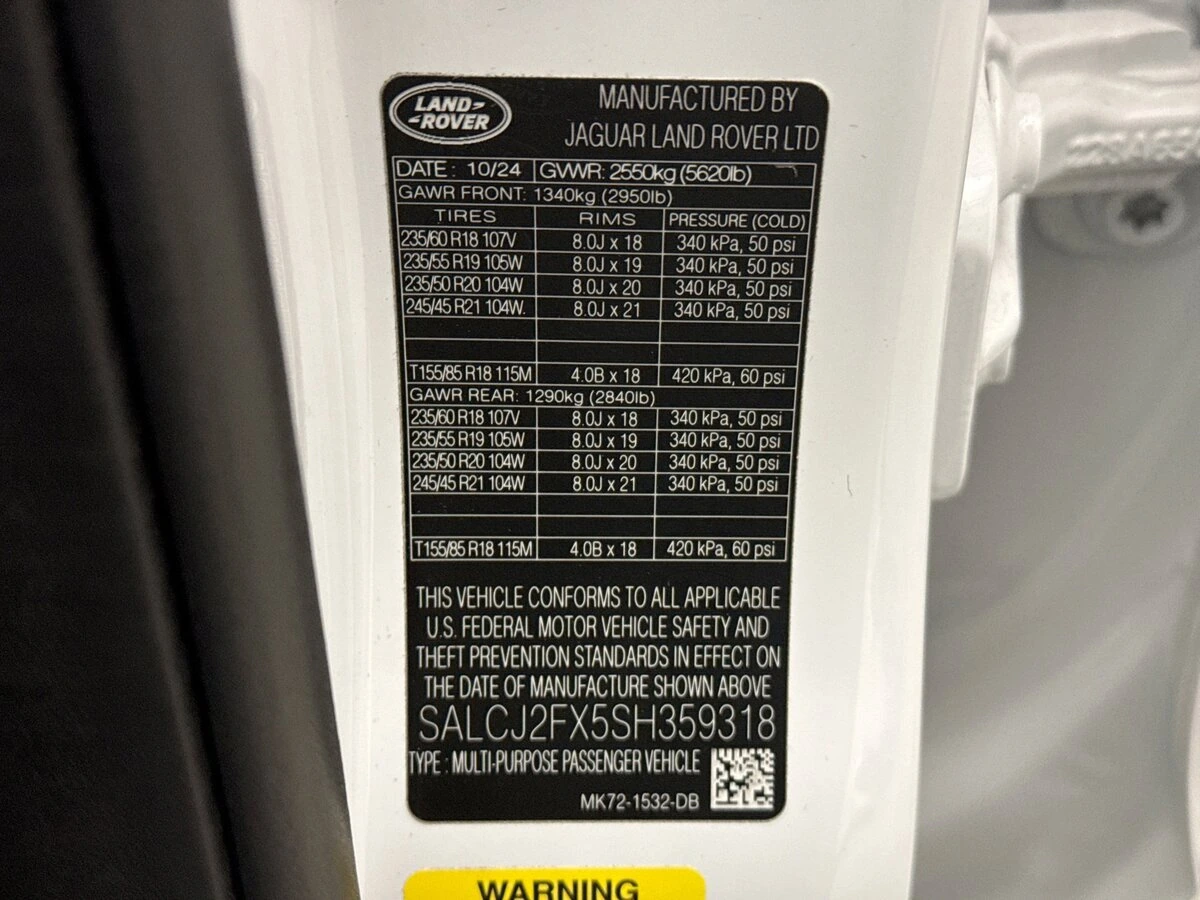 LAND-
-ROVER
MANUFACTURED BY
JAGUAR LAND ROVER LTD
DATE : 10/24 GVWR: 2550kg (5620lb)
GAWR FRONT: 1340kg (2950lb)
TIRES RIMS PRESSURE (COLD)
235/60 R18 107V 8.0J x 18 340 kPa, 50 psi
235/55 R19 105W 8.0J x 19 340 kPa, 50 psi
235/50 R20 104W 8.0J x 20 340 kPa, 50 psi
245/45 R21 104W. 8.0J x 21 340 kPa, 50 psi
T155/85 R18 115M 4.0B x 18 420 kPa, 60 psi
GAWR REAR: 1290kg (2840lb)
235/60 R18 107V 8.0J x 18 340 kPa, 50 psi
235/55 R19 105W 8.0J x 19 340 kPa, 50 psi
235/50 R20 104W 8.0J x 20 340 kPa, 50 psi
245/45 R21 104W 8.0J x 21 340 kPa, 50 psi
T155/85 R18 115M 4.0B x 18 420 kPa, 60 psi
THIS VEHICLE CONFORMS TO ALL APPLICABLE
U.S. FEDERAL MOTOR VEHICLE SAFETY AND
THEFT PREVENTION STANDARDS IN EFFECT ON
THE DATE OF MANUFACTURE SHOWN ABOVE
SALCJ2FX5SH359318
TYPE : MULTI-PURPOSE PASSENGER VEHICLE
MK72-1532-DB
WARNING